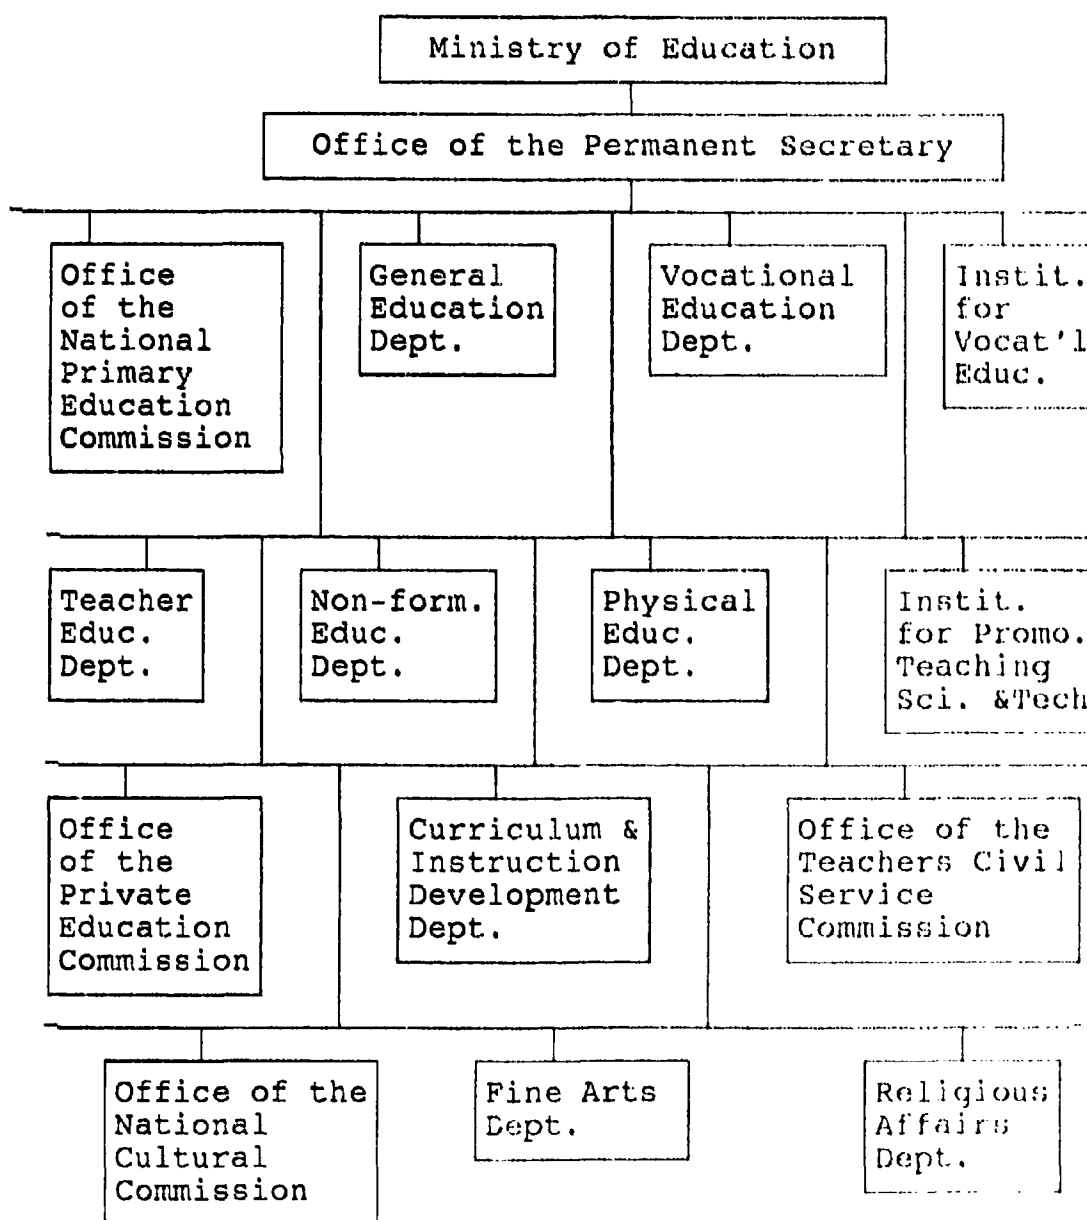 Ministry of Education
Office of the Permanent Secretary
Office
of the
National
Primary
Education
Commission
General
Education
Dept.
Vocational
Education
Dept.
Instit.
for
Vocat'l
Educ.
Teacher
Educ.
Dept.
Non-form.
Educ.
Dept.
Physical
Educ.
Dept.
Instit.
for Promo.
Teaching
Sci. &Tech
Office
of the
Private
Education
Commission
Curriculum &
Instruction
Development
Dept.
Office of the
Teachers Civil
Service
Commission
Office of the
National
Cultural
Commission
Fine Arts
Dept.
Religious
Affairs
Dept.